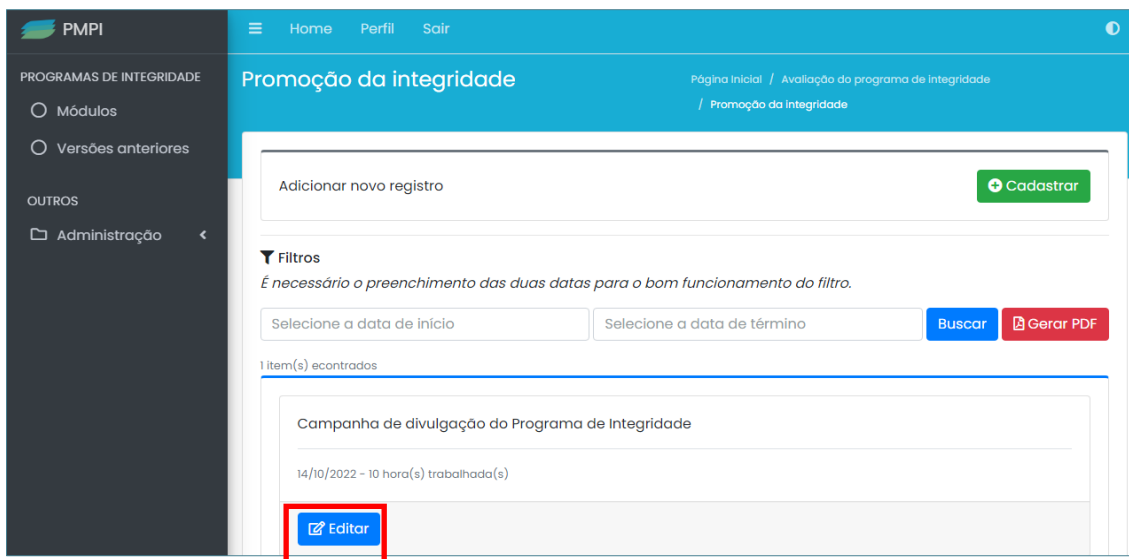 PMPI
Home Perfil Sair
PROGRAMAS DE INTEGRIDADE
Módulos
Versões anteriores
OUTROS
Administração
Promoção da integridade
Página Inicial / Avaliação do programa de integridade
/ Promoção da integridade
Adicionar novo registro
Cadastrar
Filtros
É necessário o preenchimento das duas datas para o bom funcionamento do filtro.
Selecione a data de início
Selecione a data de término
Buscar
Gerar PDF
1 item(s) econtrados
Campanha de divulgação do Programa de Integridade
14/10/2022 - 10 hora(s) trabalhada(s)
Editar